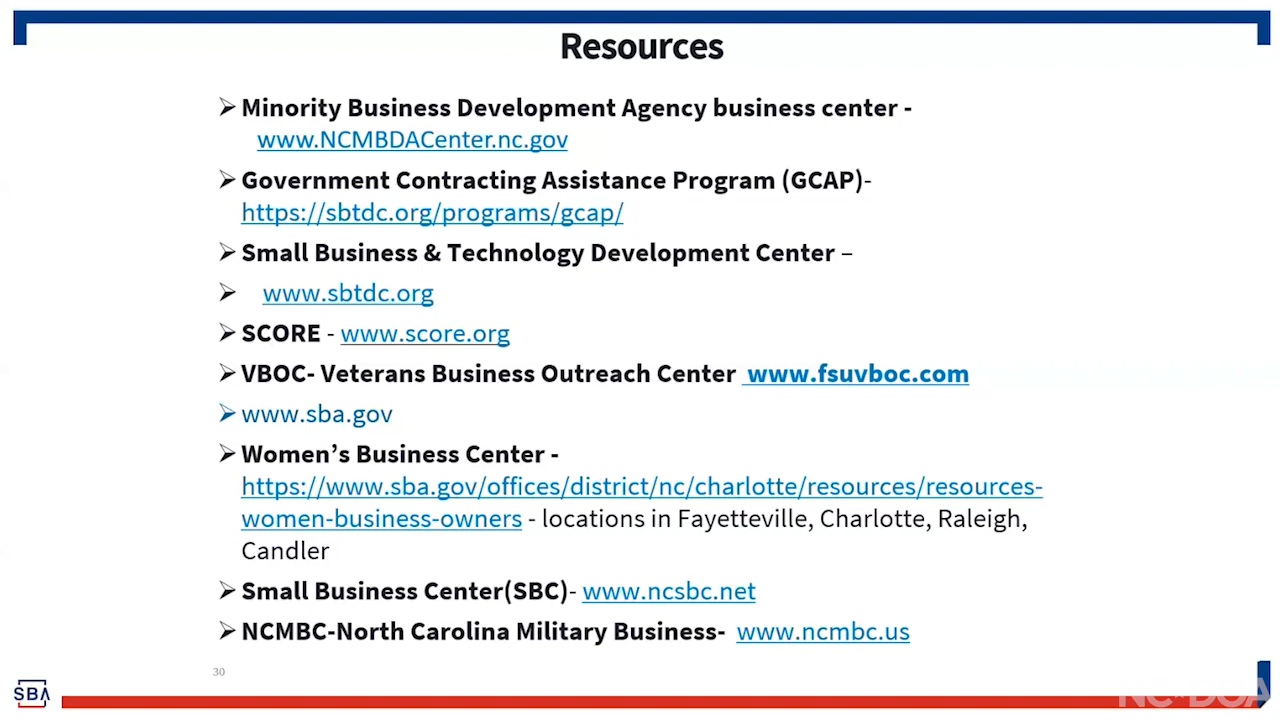 Resources
➢ Minority Business Development Agency business center -
www.NCMBDACenter.nc.gov
➢ Government Contracting Assistance Program (GCAP)-
https://sbtdc.org/programs/gcap/
➢ Small Business & Technology Development Center –
➢ www.sbtdc.org
➢ SCORE - www.score.org
➢ VBOC- Veterans Business Outreach Center www.fsuvboc.com
➢ www.sba.gov
➢ Women’s Business Center -
https://www.sba.gov/offices/district/nc/charlotte/resources/resources-
women-business-owners - locations in Fayetteville, Charlotte, Raleigh,
Candler
➢ Small Business Center(SBC)- www.ncsbc.net
➢ NCMBC-North Carolina Military Business- www.ncmbc.us
30
SBA
NC DOA